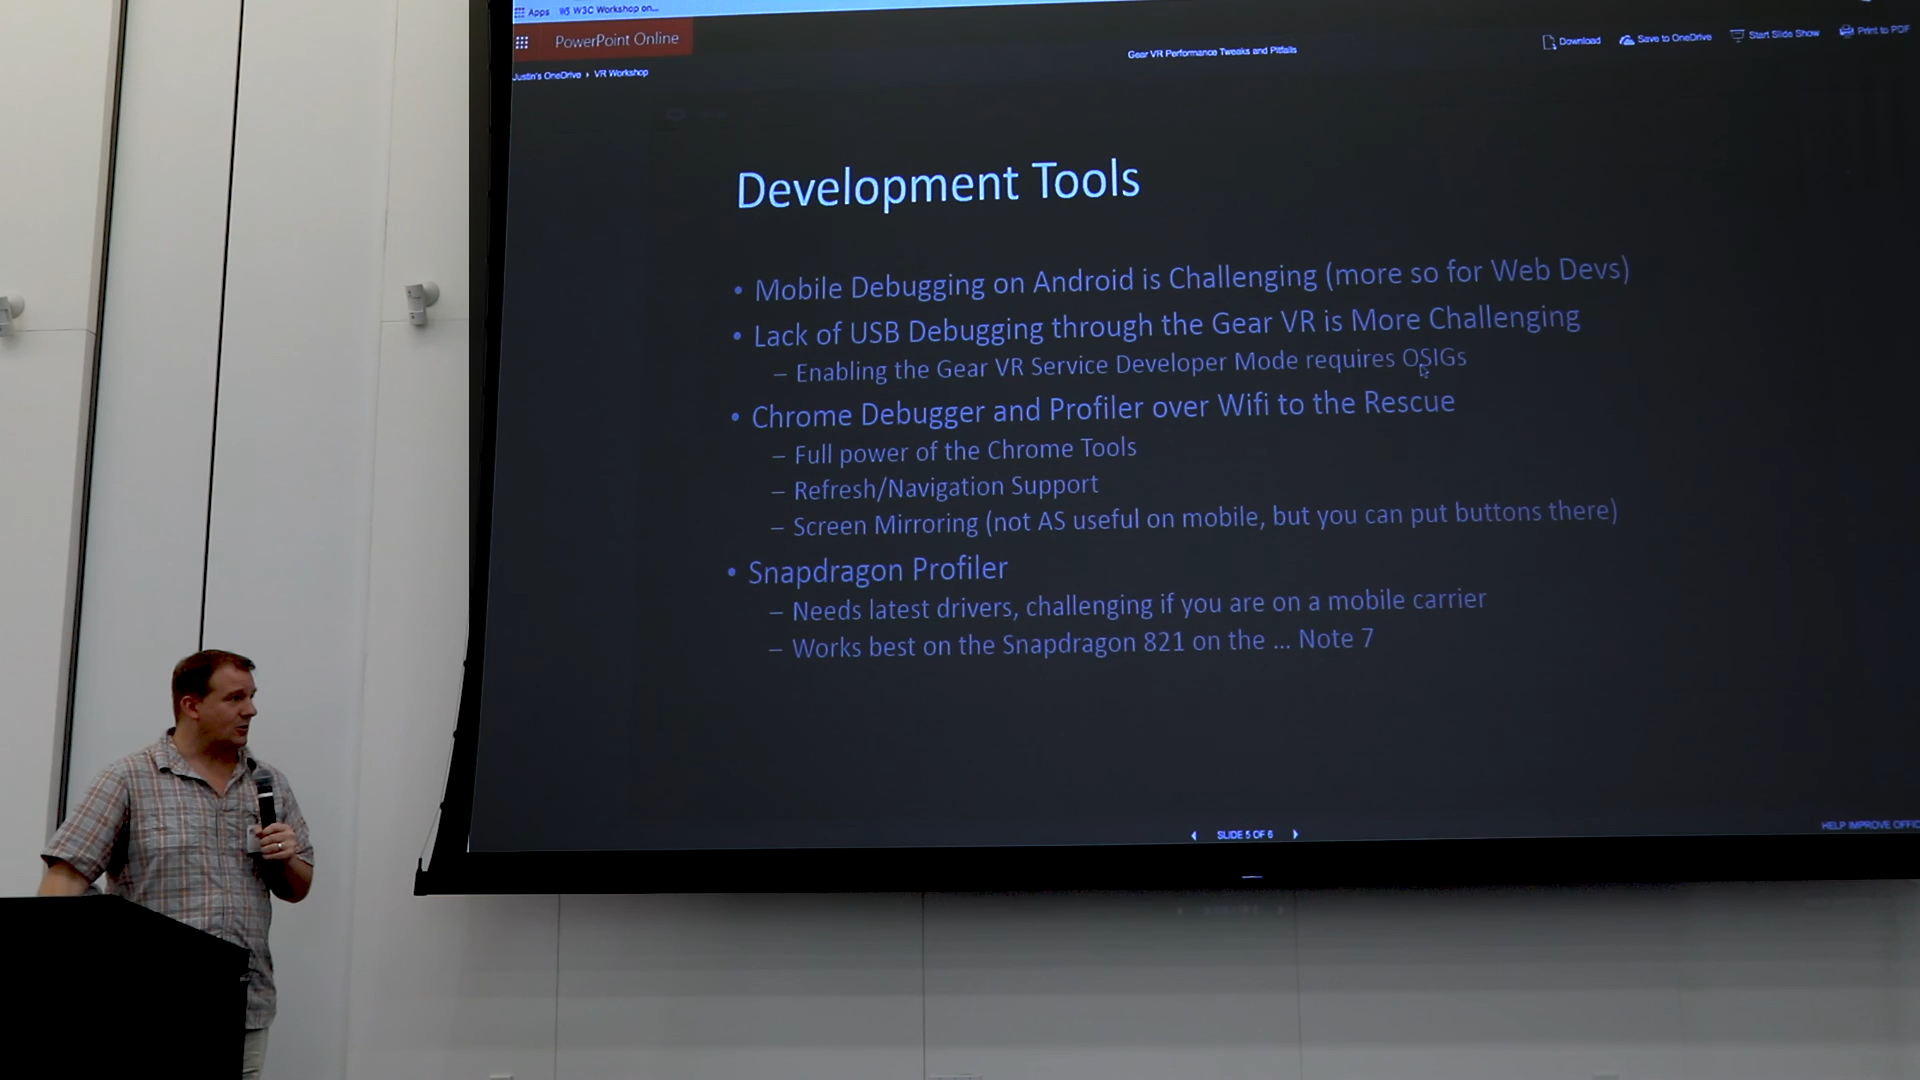 Apps W3C Workshop on...
PowerPoint Online
Gear VR Performance Tweaks and Pitfalls
Download Save to OneDrive Start Slide Show Print to PDF
Justin's OneDrive › VR Workshop
Development Tools
• Mobile Debugging on Android is Challenging (more so for Web Devs)
• Lack of USB Debugging through the Gear VR is More Challenging
– Enabling the Gear VR Service Developer Mode requires OSIGs
• Chrome Debugger and Profiler over Wifi to the Rescue
– Full power of the Chrome Tools
– Refresh/Navigation Support
– Screen Mirroring (not AS useful on mobile, but you can put buttons there)
• Snapdragon Profiler
– Needs latest drivers, challenging if you are on a mobile carrier
– Works best on the Snapdragon 821 on the ... Note 7
SLIDE 5 OF 6
HELP IMPROVE OFFIC